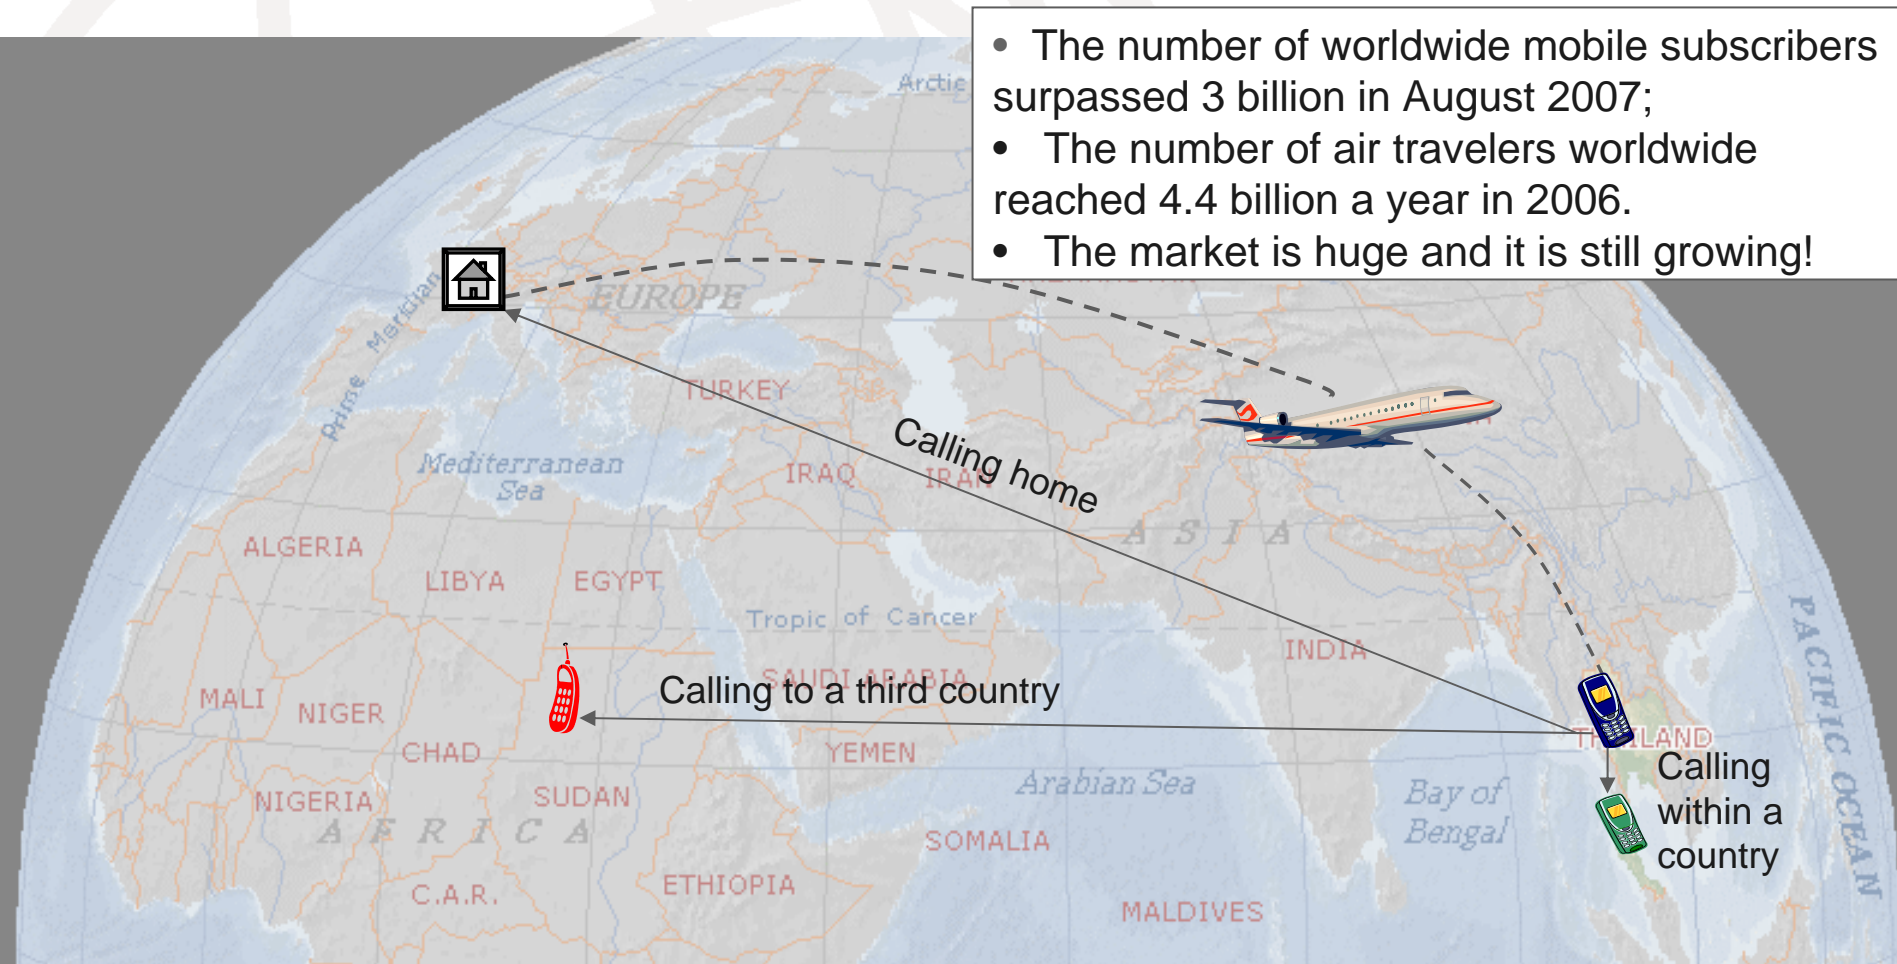 • The number of worldwide mobile subscribers
surpassed 3 billion in August 2007;
• The number of air travelers worldwide
reached 4.4 billion a year in 2006.
• The market is huge and it is still growing!
Arctic
Prime Meridian
EUROPE
TURKEY
Calling home
Mediterranean
Sea
IRAQ
IRAN
ASIA
ALGERIA
LIBYA
EGYPT
Tropic of Cancer
INDIA
PACIFIC OCEAN
SAUDI ARABIA
Calling to a third country
MALI
NIGER
CHAD
YEMEN
THAILAND
Calling
within a
country
NIGERIA
SUDAN
Arabian Sea
Bay of
Bengal
AFRICA
SOMALIA
C.A.R.
ETHIOPIA
MALDIVES